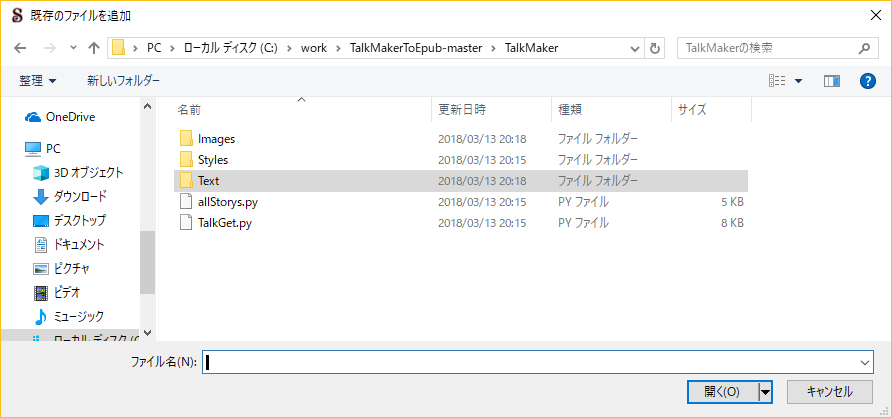 S 既存のファイルを追加
PC › ローカル ディスク (C:) › work › TalkMakerToEpub-master › TalkMaker
TalkMakerの検索
整理 新しいフォルダー
名前 更新日時 種類 サイズ
OneDrive
PC
3D オブジェクト
ダウンロード
デスクトップ
ドキュメント
ピクチャ
ビデオ
ミュージック
ローカル ディスク (C
Images 2018/03/13 20:18 ファイル フォルダー
Styles 2018/03/13 20:15 ファイル フォルダー
Text 2018/03/13 20:18 ファイル フォルダー
allStorys.py 2018/03/13 20:15 PY ファイル 5 KB
TalkGet.py 2018/03/13 20:15 PY ファイル 8 KB
ファイル名(N):
開く(O) キャンセル